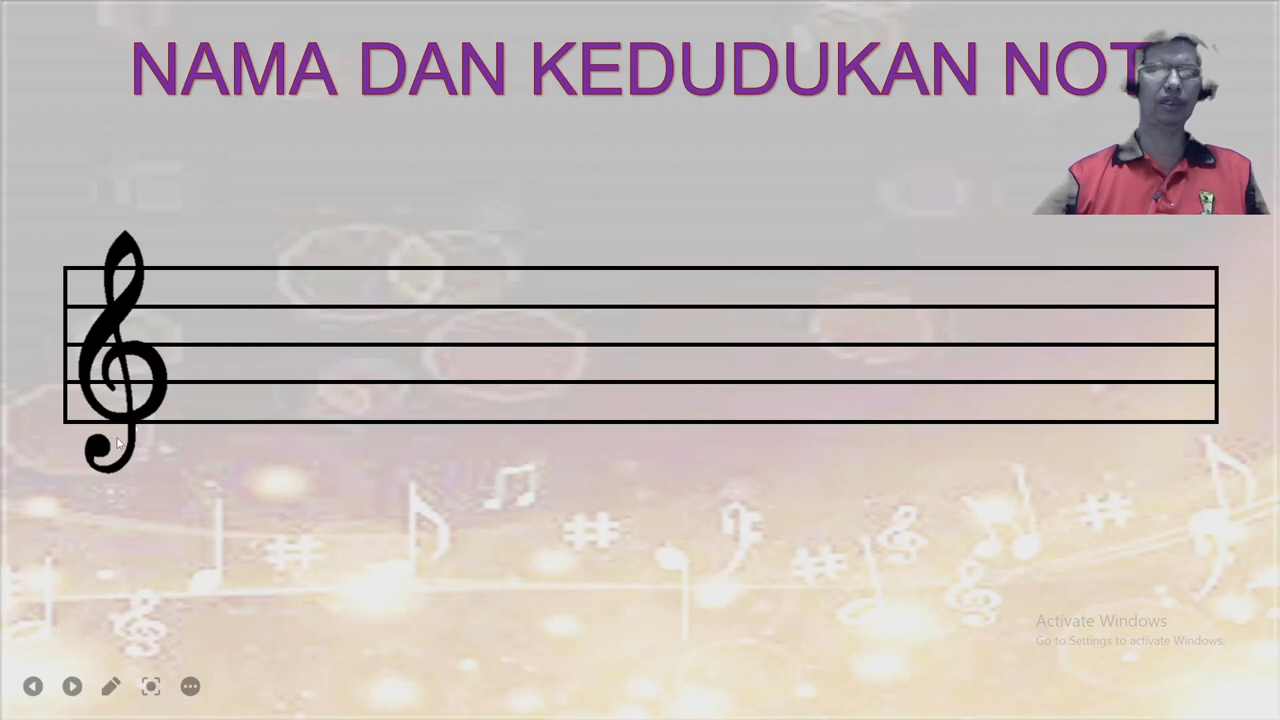 NAMA DAN KEDUDUKAN NOT
Activate Windows
Go to Settings to activate Windows.